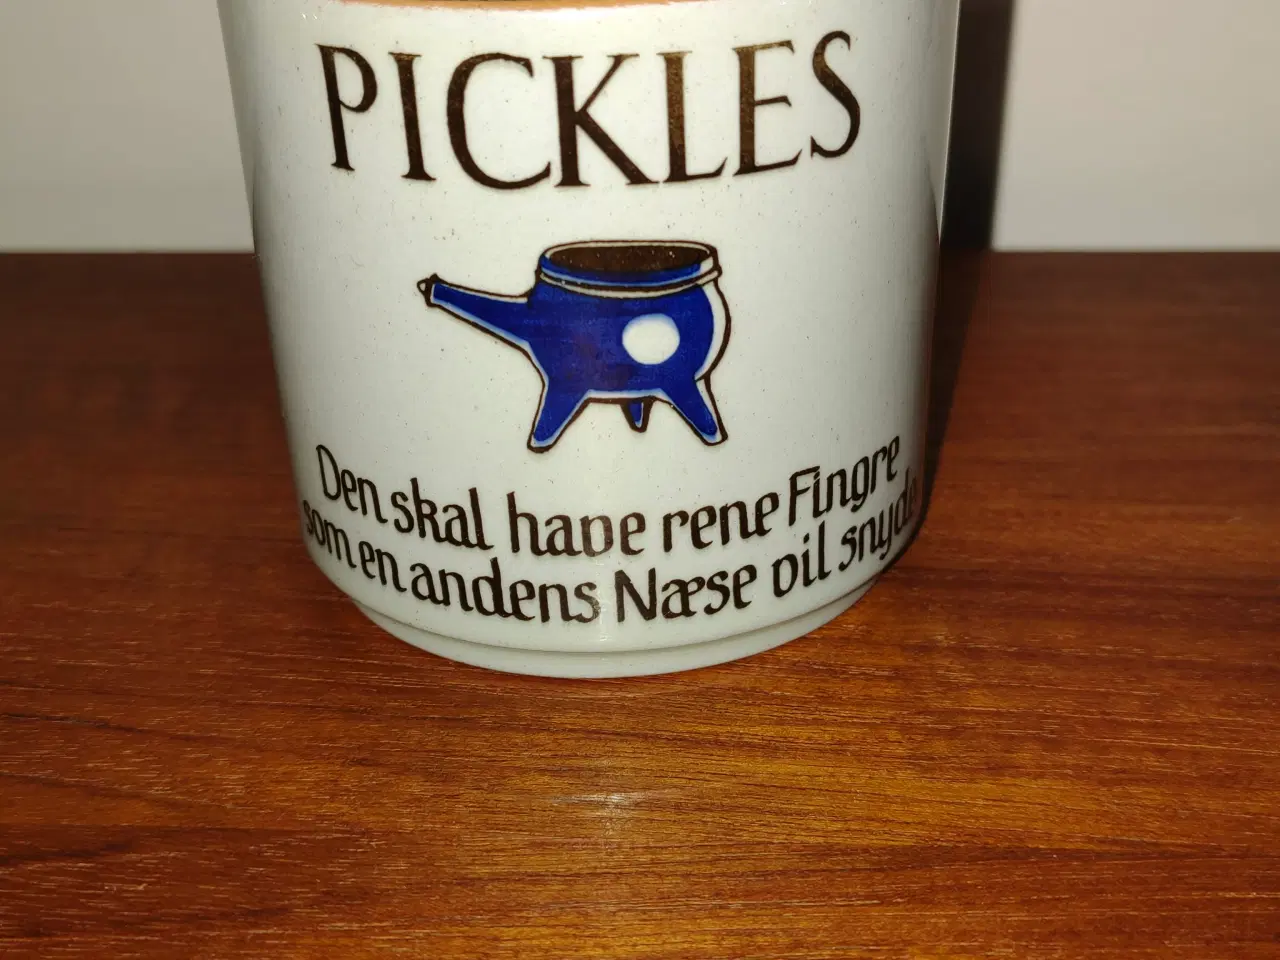 PICKLES
Den skal have rene Fingre
som en andens Næse vil snyde